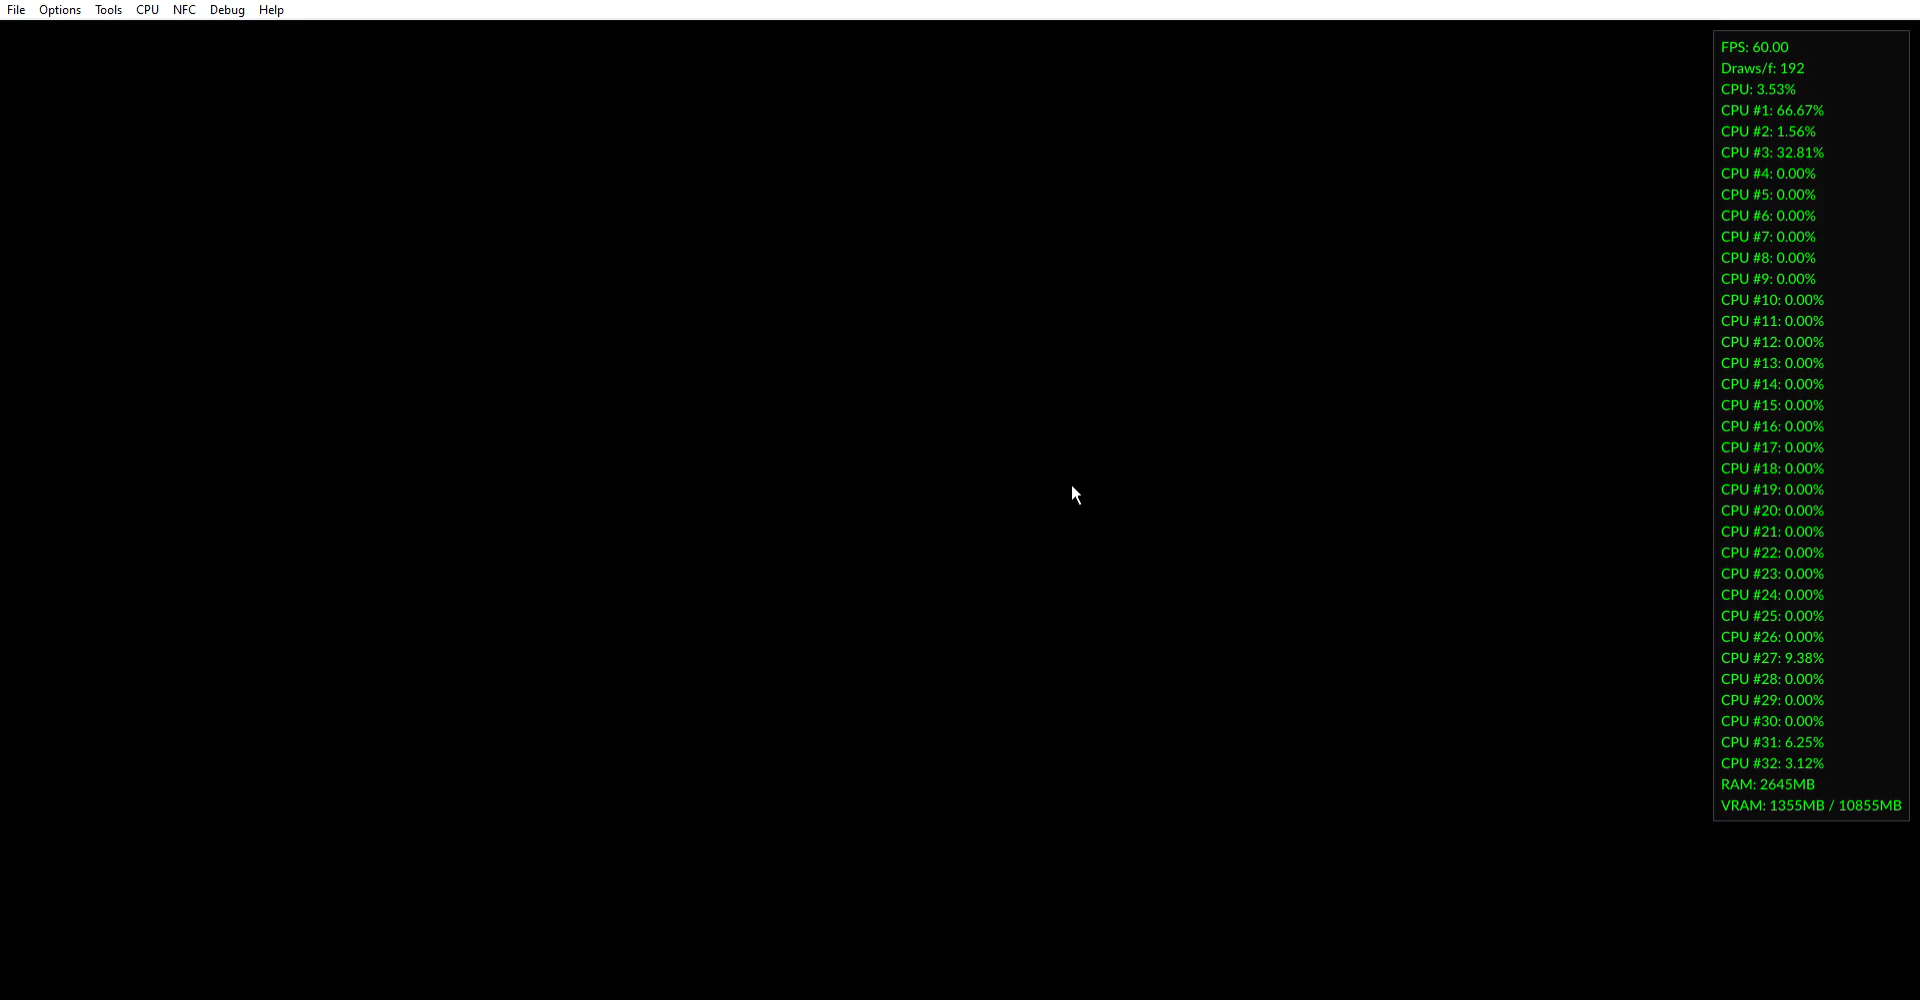 File Options Tools CPU NFC Debug Help
FPS: 60.00
Draws/f: 192
CPU: 3.53%
CPU #1: 66.67%
CPU #2: 1.56%
CPU #3: 32.81%
CPU #4: 0.00%
CPU #5: 0.00%
CPU #6: 0.00%
CPU #7: 0.00%
CPU #8: 0.00%
CPU #9: 0.00%
CPU #10: 0.00%
CPU #11: 0.00%
CPU #12: 0.00%
CPU #13: 0.00%
CPU #14: 0.00%
CPU #15: 0.00%
CPU #16: 0.00%
CPU #17: 0.00%
CPU #18: 0.00%
CPU #19: 0.00%
CPU #20: 0.00%
CPU #21: 0.00%
CPU #22: 0.00%
CPU #23: 0.00%
CPU #24: 0.00%
CPU #25: 0.00%
CPU #26: 0.00%
CPU #27: 9.38%
CPU #28: 0.00%
CPU #29: 0.00%
CPU #30: 0.00%
CPU #31: 6.25%
CPU #32: 3.12%
RAM: 2645MB
VRAM: 1355MB / 10855MB